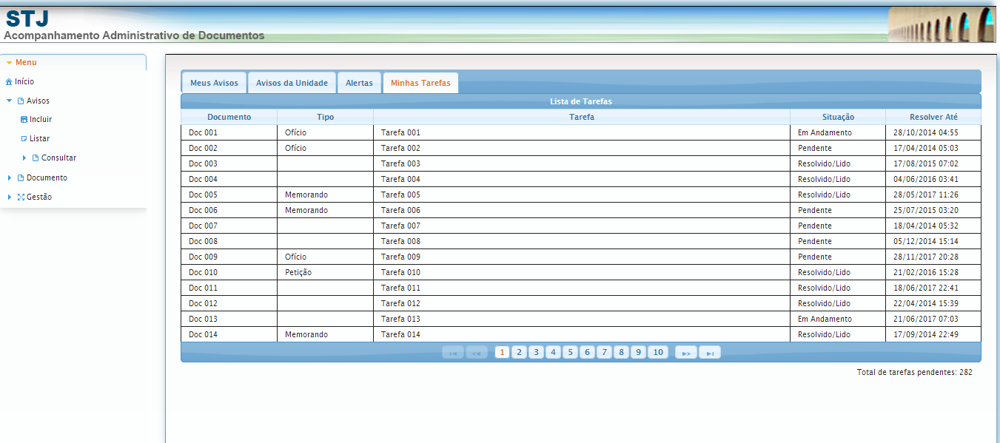 STJ
Acompanhamento Administrativo de Documentos
Menu
Início
Avisos
Incluir
Listar
Consultar
Documento
Gestão
Meus Avisos Avisos da Unidade Alertas Minhas Tarefas
Lista de Tarefas
Documento Tipo Tarefa Situação Resolver Até
Doc 001 Ofício Tarefa 001 Em Andamento 28/10/2014 04:55
Doc 002 Ofício Tarefa 002 Pendente 17/04/2014 05:03
Doc 003 Tarefa 003 Resolvido/Lido 17/08/2015 07:02
Doc 004 Tarefa 004 Resolvido/Lido 04/06/2016 03:41
Doc 005 Memorando Tarefa 005 Resolvido/Lido 28/05/2017 11:26
Doc 006 Memorando Tarefa 006 Pendente 25/07/2015 03:20
Doc 007 Tarefa 007 Pendente 18/04/2014 05:32
Doc 008 Tarefa 008 Pendente 05/12/2014 15:14
Doc 009 Ofício Tarefa 009 Pendente 28/11/2017 20:28
Doc 010 Petição Tarefa 010 Resolvido/Lido 21/02/2016 15:28
Doc 011 Tarefa 011 Resolvido/Lido 18/06/2017 22:41
Doc 012 Tarefa 012 Resolvido/Lido 22/04/2014 15:39
Doc 013 Tarefa 013 Em Andamento 21/06/2017 07:03
Doc 014 Memorando Tarefa 014 Resolvido/Lido 17/09/2014 22:49
1 2 3 4 5 6 7 8 9 10
Total de tarefas pendentes: 282